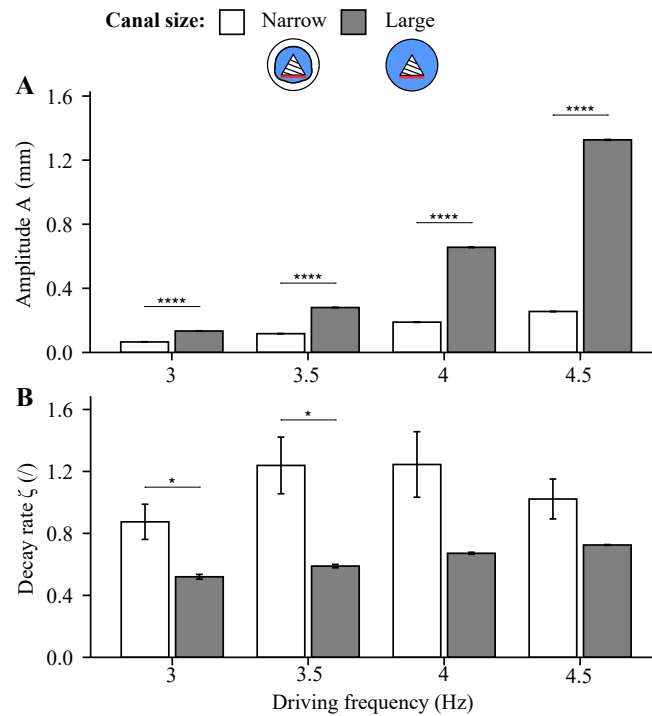 Canal size: Narrow Large
A
Amplitude A (mm)
1.6
1.2
0.8
0.4
0.0
****
****
****
****
3 3.5 4 4.5
B
Decay rate ζ (/)
1.6
1.2
0.8
0.4
0.0
*
*
3 3.5 4 4.5
Driving frequency (Hz)